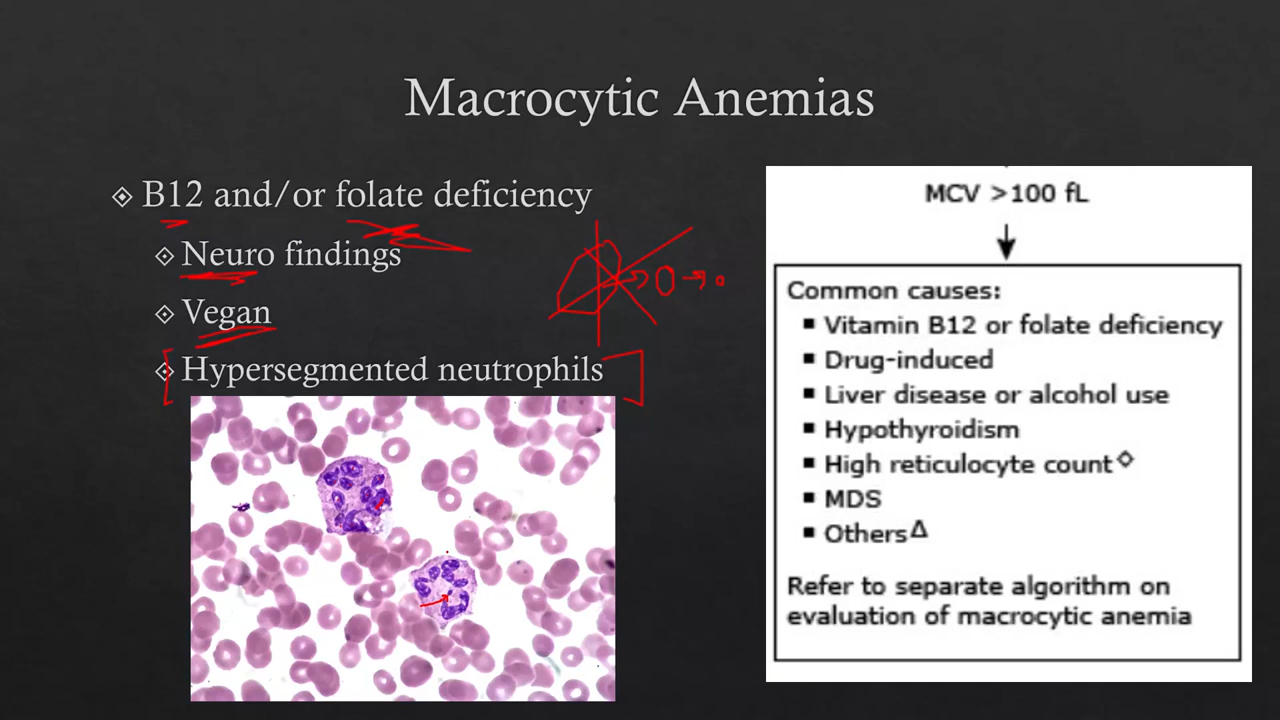 Macrocytic Anemias
B12 and/or folate deficiency
Neuro findings
Vegan
Hypersegmented neutrophils
MCV >100 fL
Common causes:
Vitamin B12 or folate deficiency
Drug-induced
Liver disease or alcohol use
Hypothyroidism
High reticulocyte count◇
MDS
OthersΔ
Refer to separate algorithm on
evaluation of macrocytic anemia